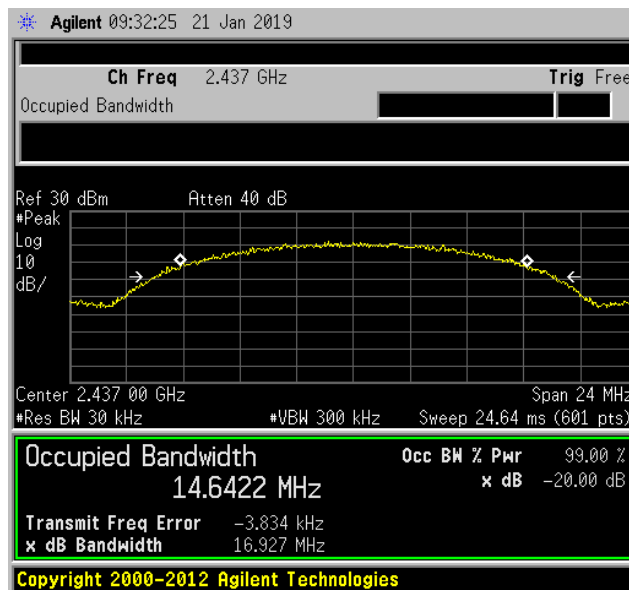 Agilent 09:32:25 21 Jan 2019
Ch Freq 2.437 GHz Trig Free
Occupied Bandwidth
Ref 30 dBm Atten 40 dB
#Peak
Log
10
dB/
Center 2.437 00 GHz Span 24 MHz
#Res BW 30 kHz #VBW 300 kHz Sweep 24.64 ms (601 pts)
Occupied Bandwidth Occ BW % Pwr 99.00 %
14.6422 MHz x dB -20.00 dB
Transmit Freq Error -3.834 kHz
x dB Bandwidth 16.927 MHz
Copyright 2000-2012 Agilent Technologies